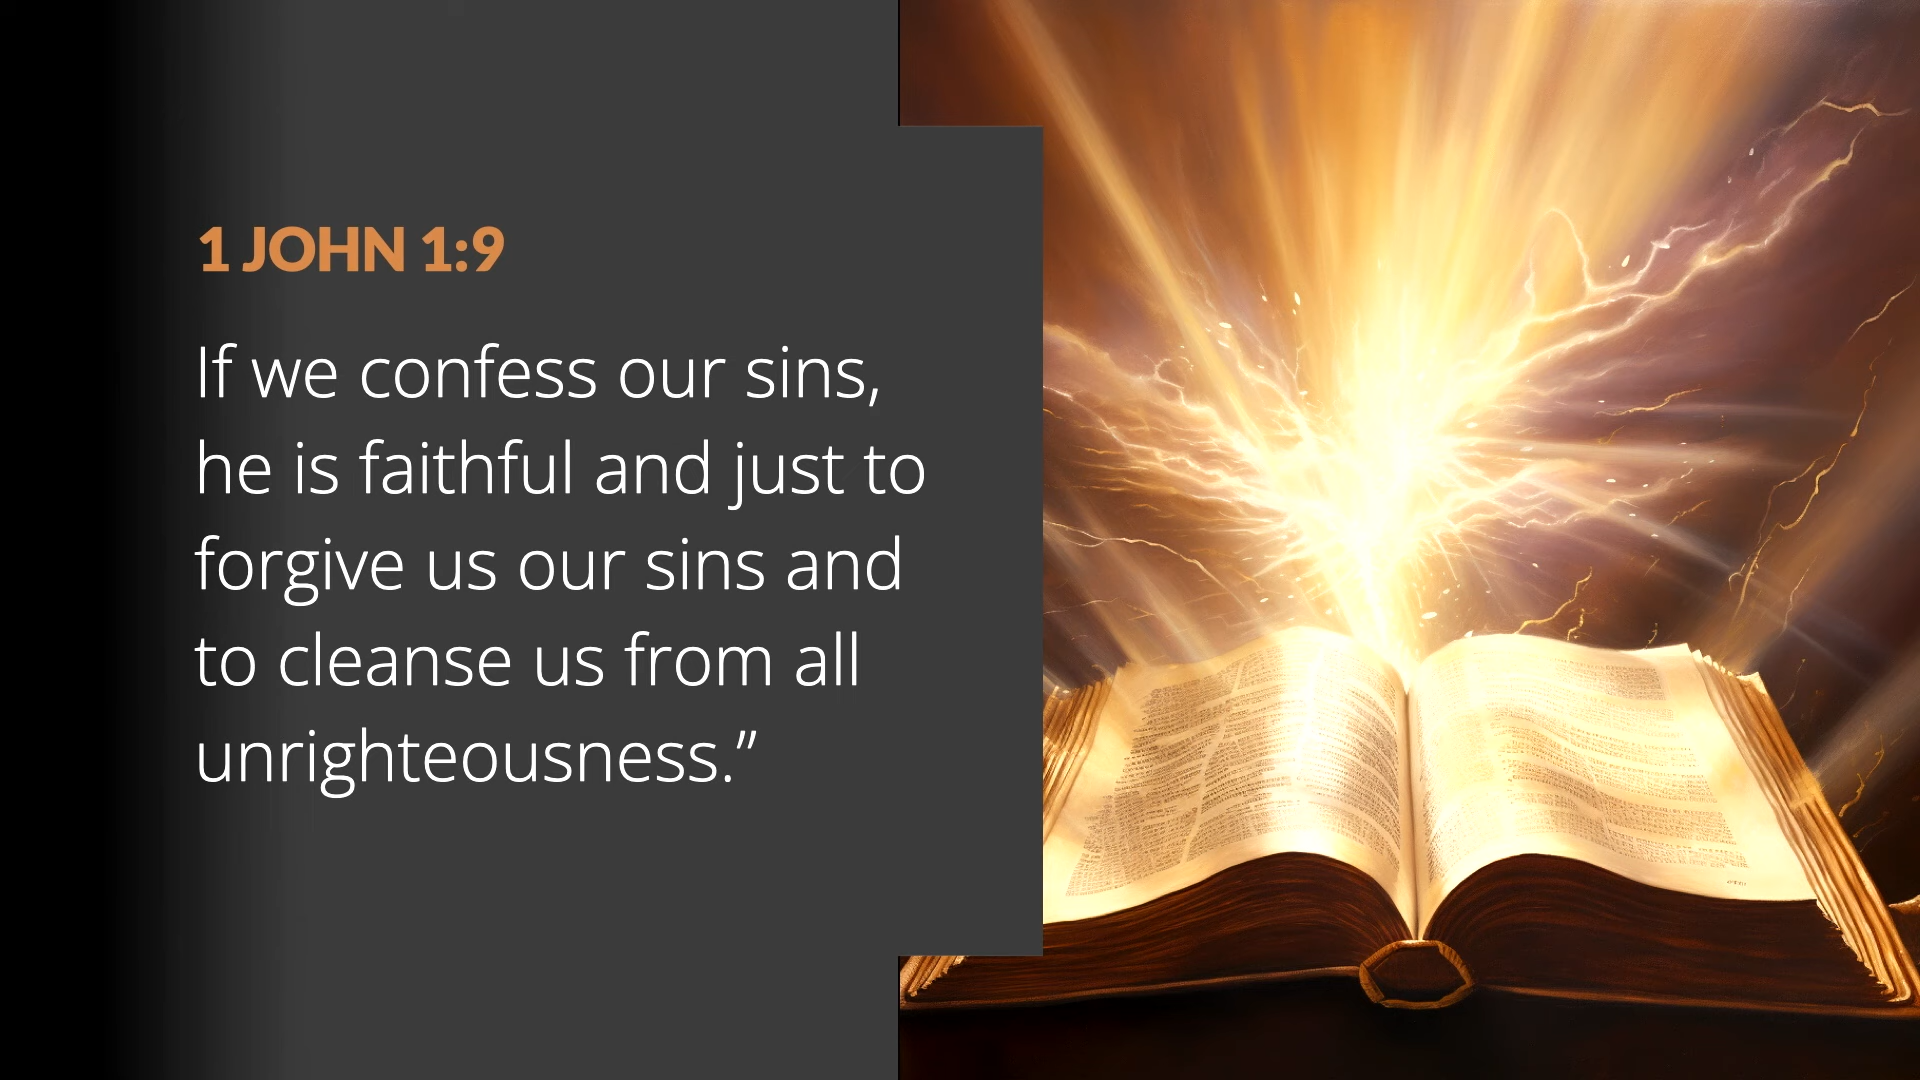 1 JOHN 1:9
If we confess our sins,
he is faithful and just to
forgive us our sins and
to cleanse us from all
unrighteousness.”